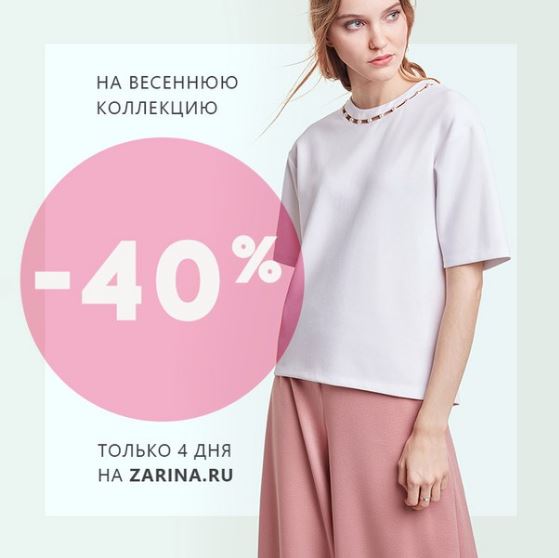 НА ВЕСЕННЮЮ
КОЛЛЕКЦИЮ
-40%
ТОЛЬКО 4 ДНЯ
НА ZARINA.RU